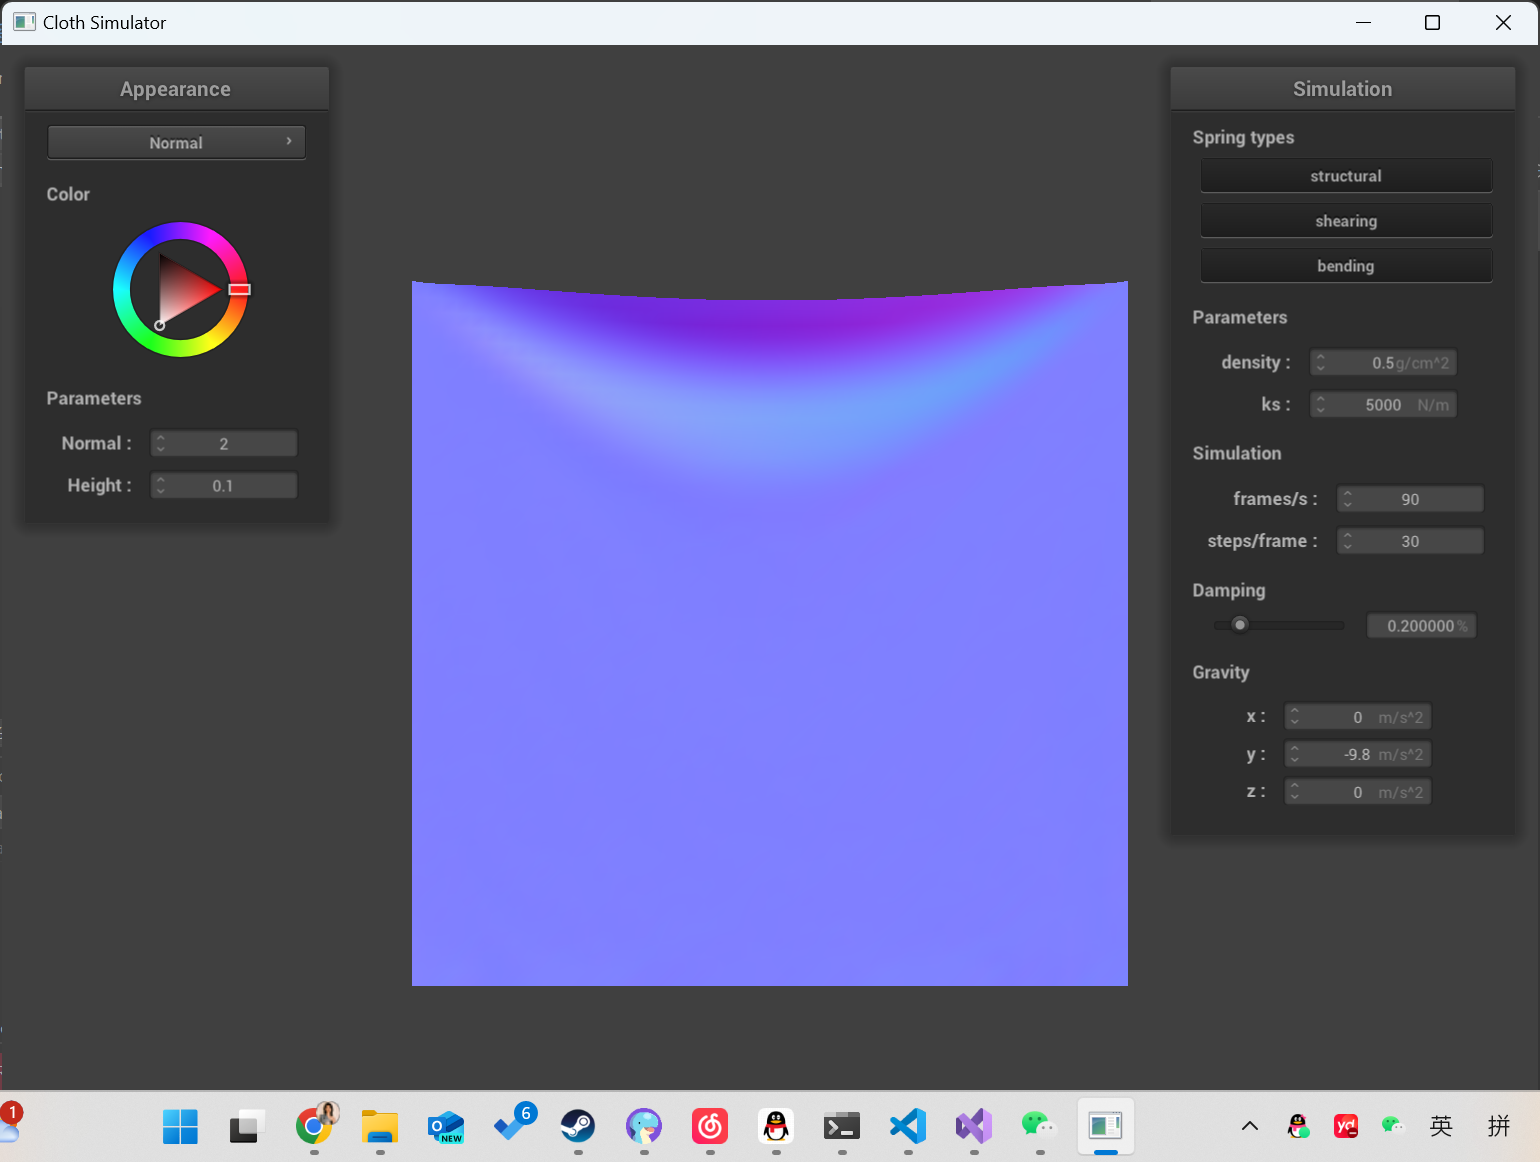 Cloth Simulator
Appearance
Normal
Color
Parameters
Normal : 2
Height : 0.1
Simulation
Spring types
structural
shearing
bending
Parameters
density : 0.5 g/cm^2
ks : 5000 N/m
Simulation
frames/s : 90
steps/frame : 30
Damping
0.200000 %
Gravity
x : 0 m/s^2
y : -9.8 m/s^2
z : 0 m/s^2
1
NEW
6
yd
英
拼